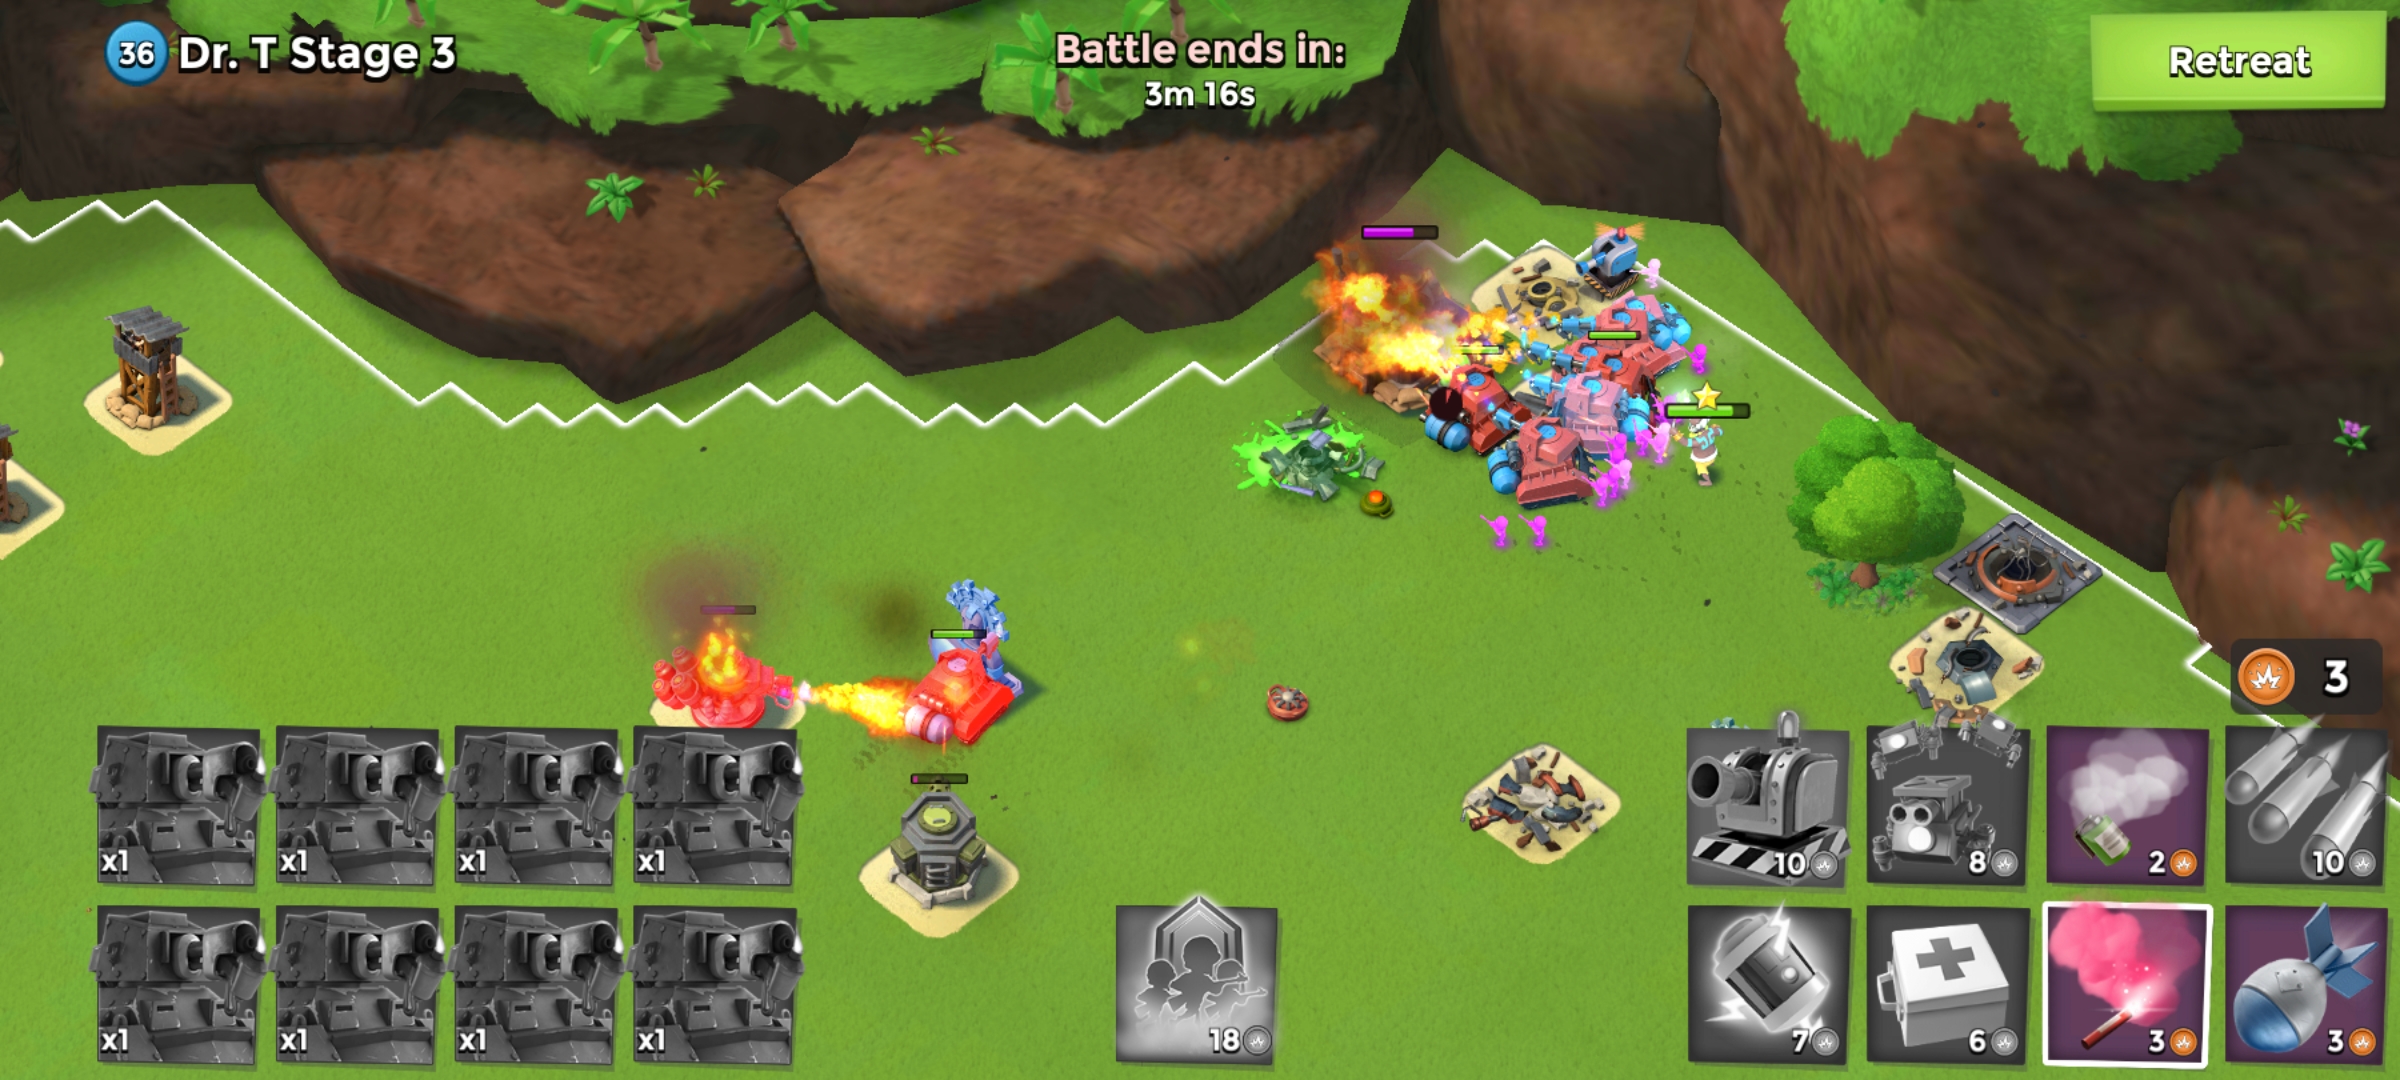 36 Dr. T Stage 3
Battle ends in:
3m 16s
Retreat
3
x1 x1 x1 x1
10 8 2 10
x1 x1 x1 x1
18
7 6 3 3